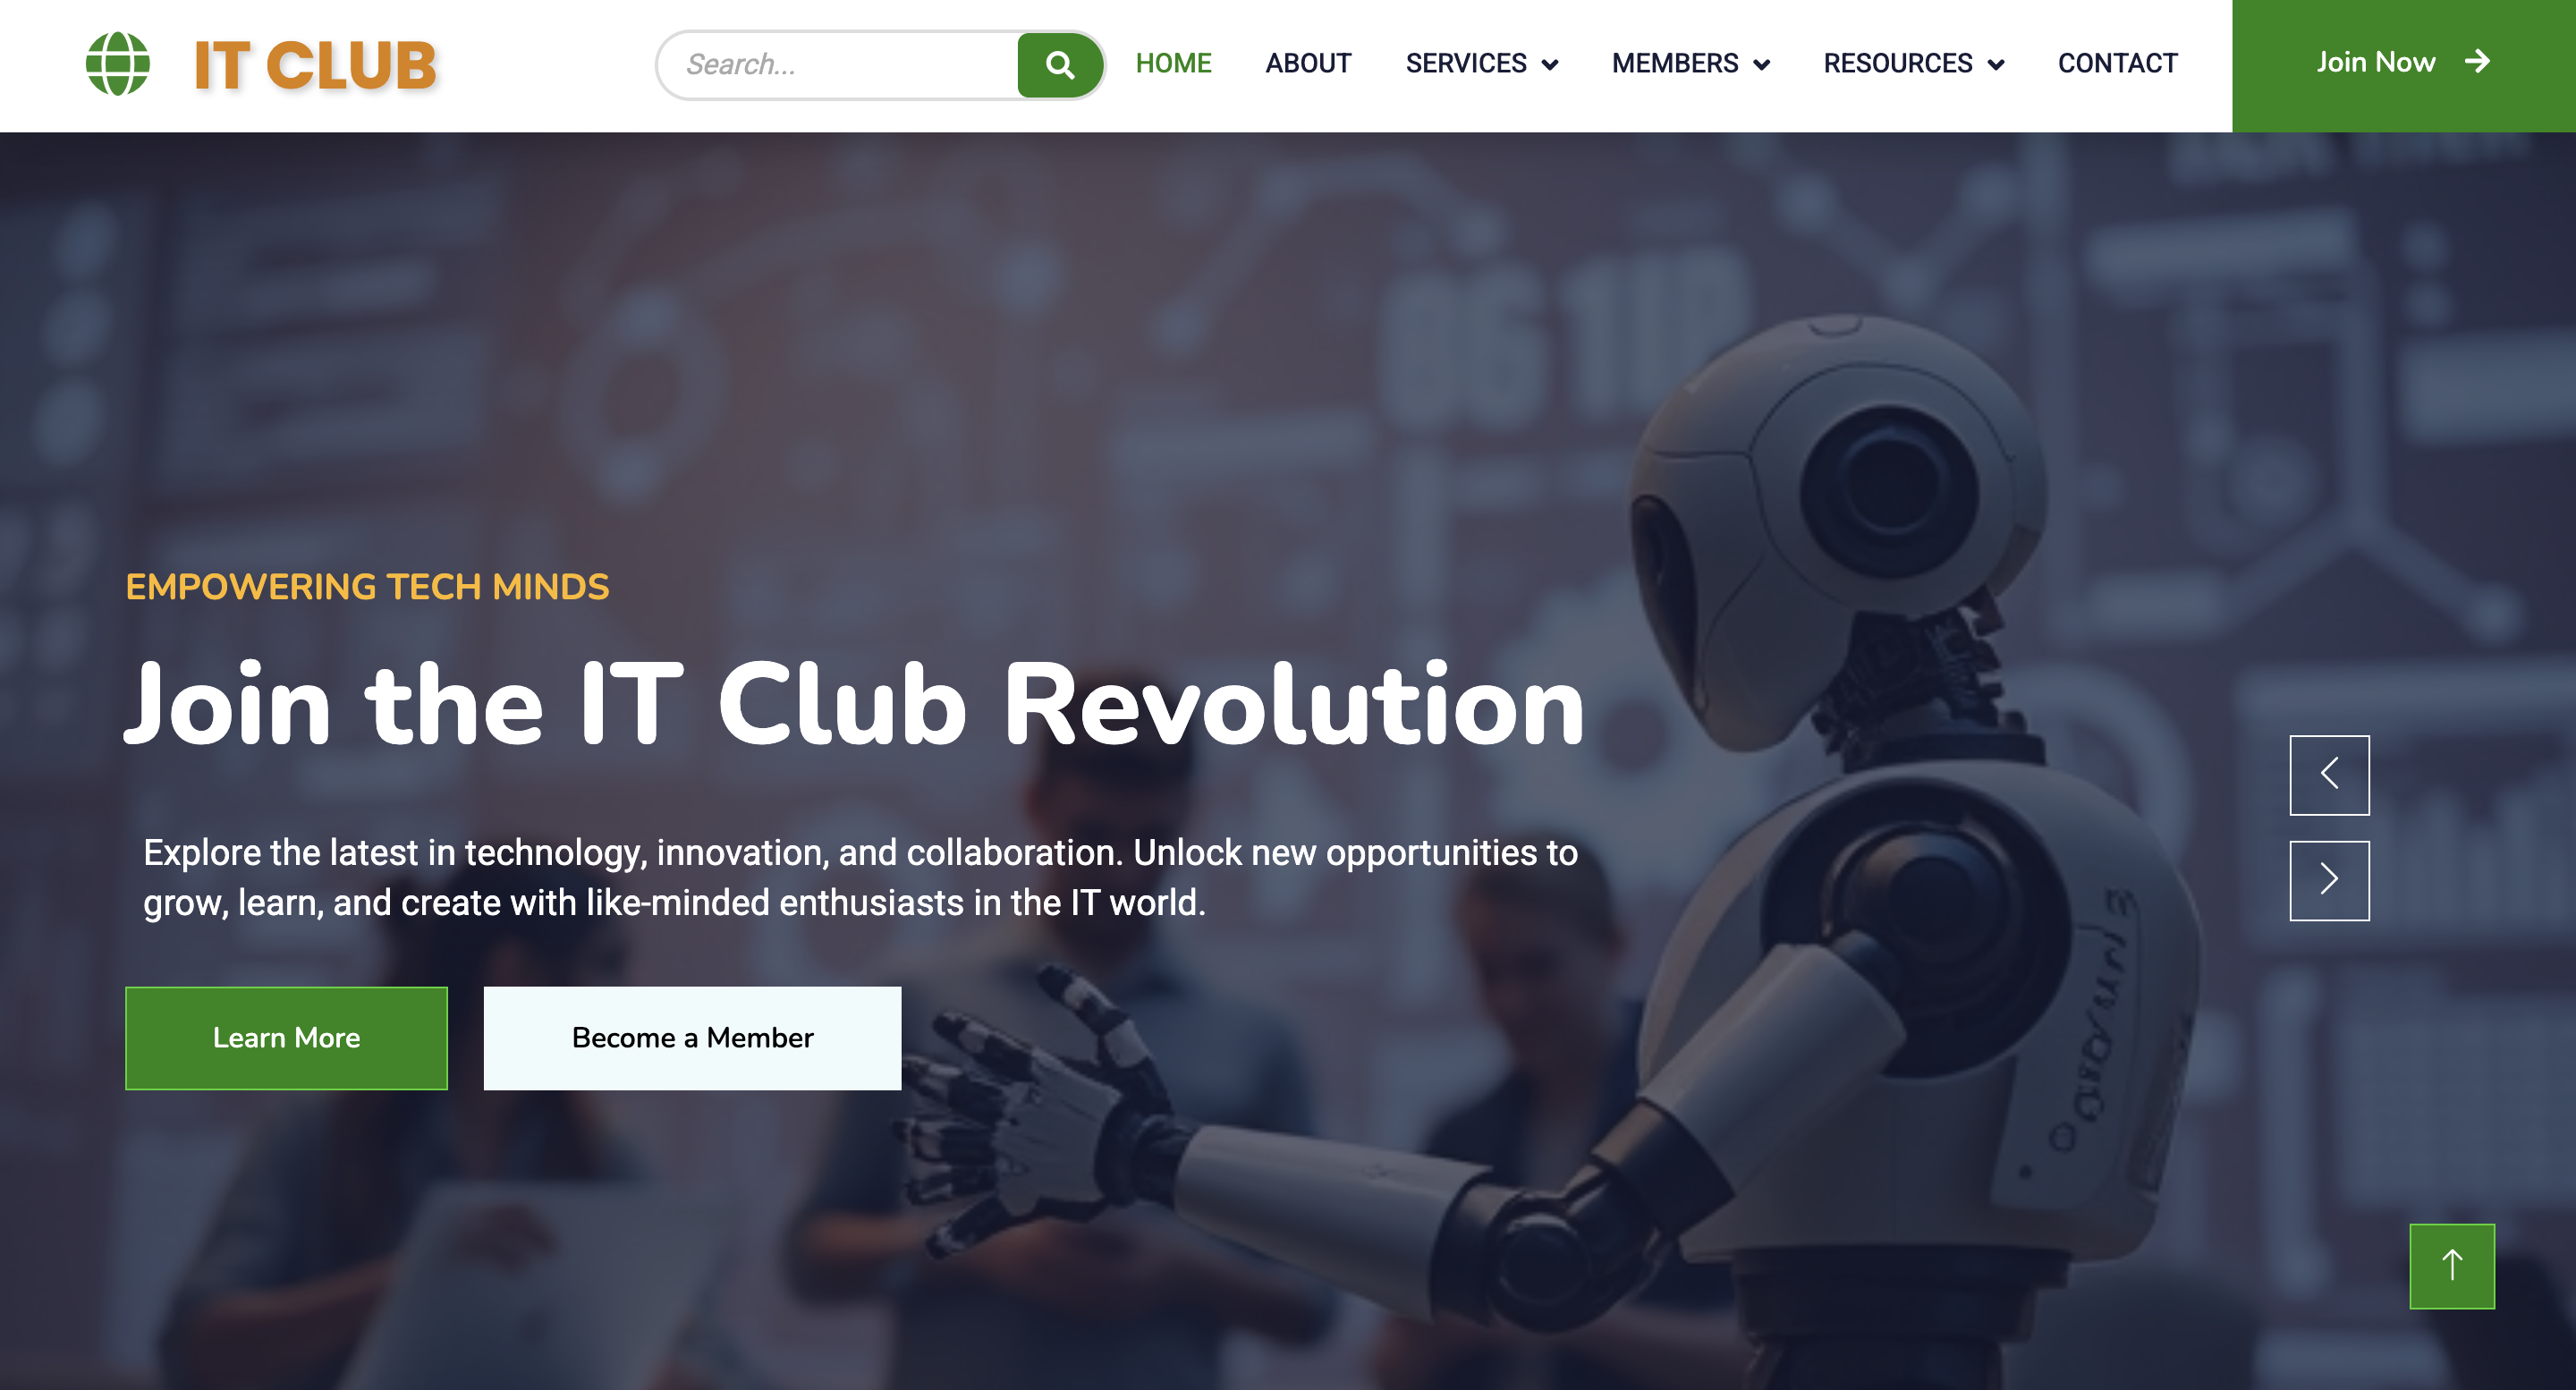 IT CLUB
Search...
HOME
ABOUT
SERVICES
MEMBERS
RESOURCES
CONTACT
Join Now
EMPOWERING TECH MINDS
Join the IT Club Revolution
Explore the latest in technology, innovation, and collaboration. Unlock new opportunities to
grow, learn, and create with like-minded enthusiasts in the IT world.
Learn More
Become a Member